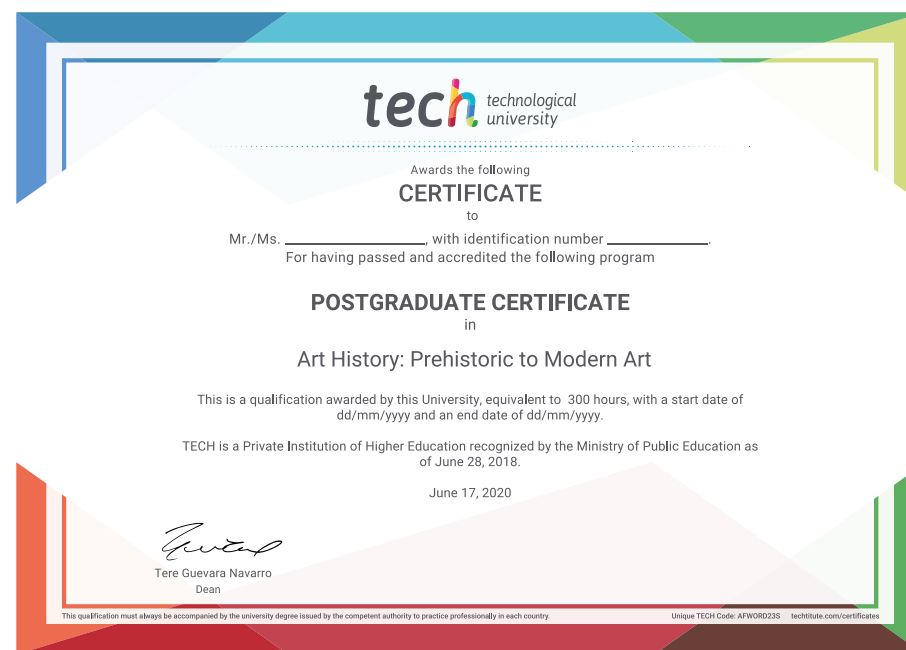 tech technological
university
Awards the following
CERTIFICATE
to
Mr./Ms. ____________________, with identification number __________________.
For having passed and accredited the following program
POSTGRADUATE CERTIFICATE
in
Art History: Prehistoric to Modern Art
This is a qualification awarded by this University, equivalent to 300 hours, with a start date of
dd/mm/yyyy and an end date of dd/mm/yyyy.
TECH is a Private Institution of Higher Education recognized by the Ministry of Public Education as
of June 28, 2018.
June 17, 2020
Tere Guevara Navarro
Dean
This qualification must always be accompanied by the university degree issued by the competent authority to practice professionally in each country.
Unique TECH Code: AFWORD23S techtitute.com/certificates